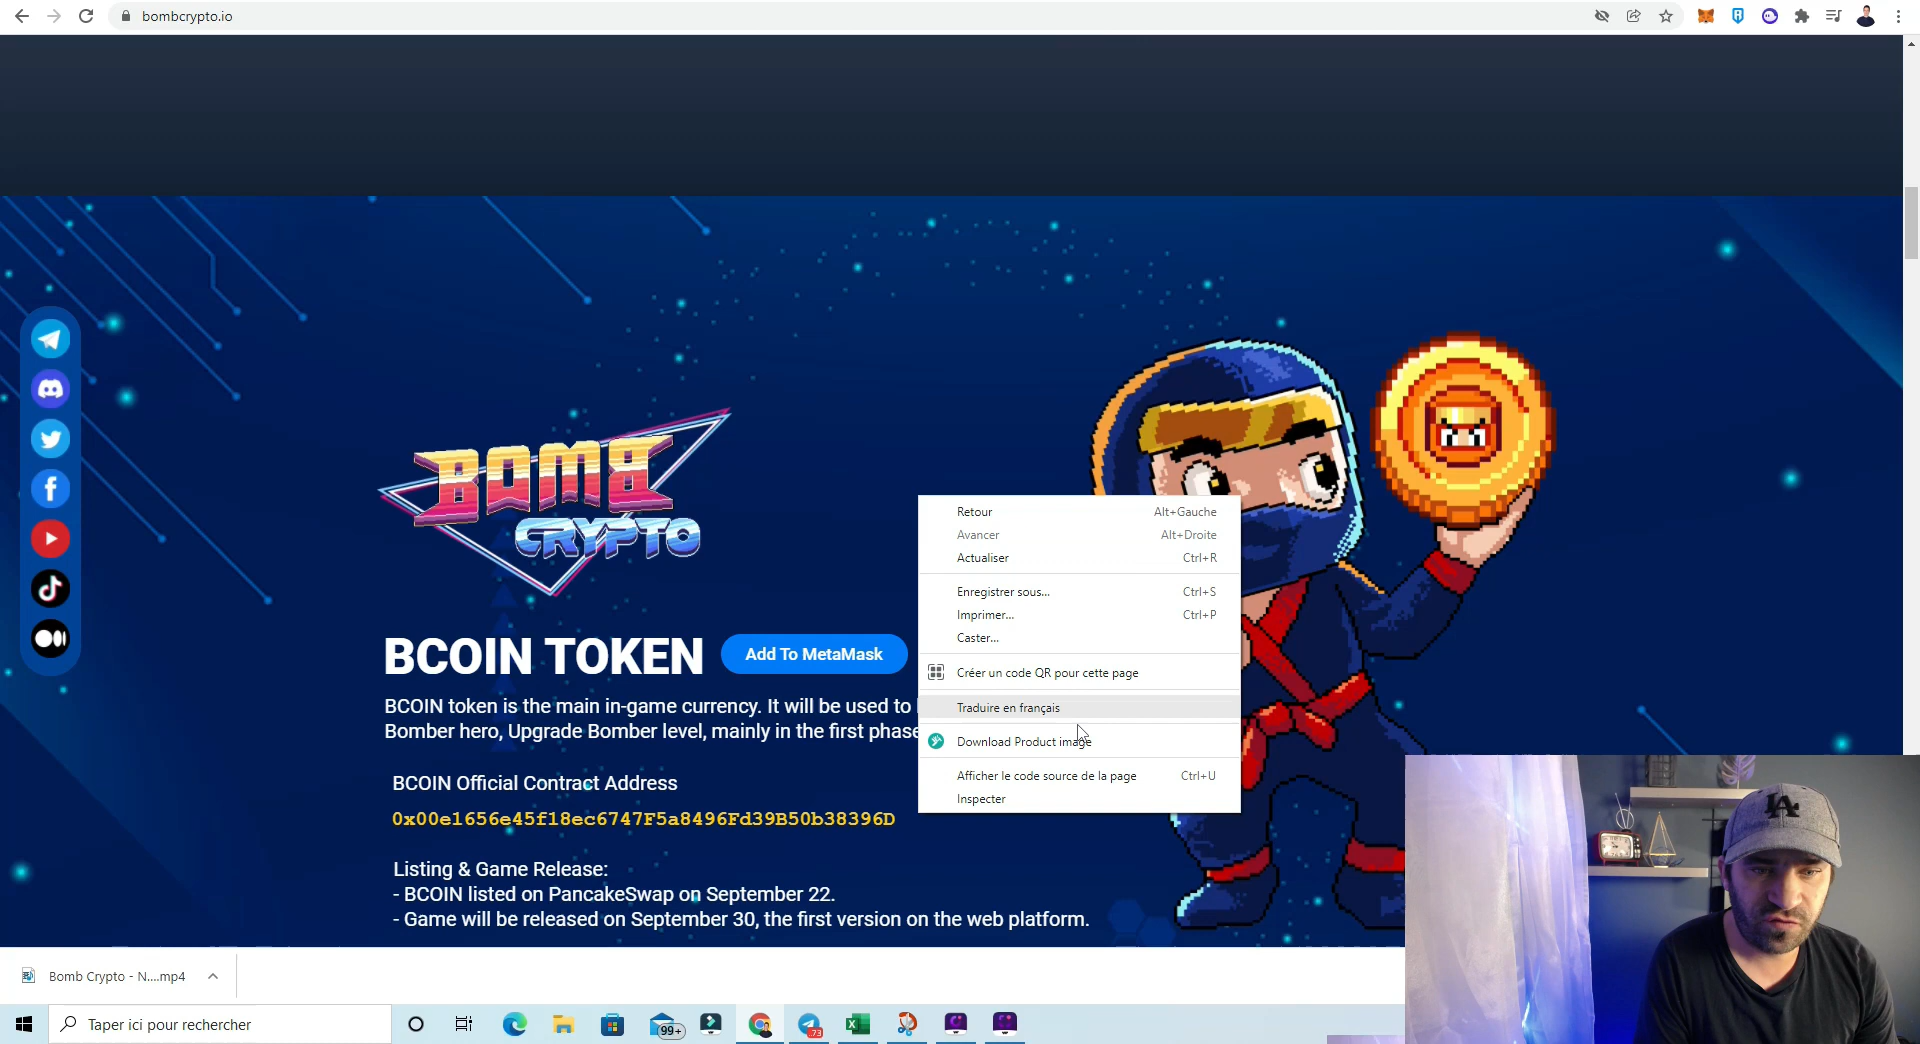 bombcrypto.io
BOMB
CRYPTO
BCOIN TOKEN
Add To MetaMask
BCOIN token is the main in-game currency. It will be used to
Bomber hero, Upgrade Bomber level, mainly in the first phase
BCOIN Official Contract Address
0x00e1656e45f18ec6747F5a8496Fd39B50b38396D
Listing & Game Release:
- BCOIN listed on PancakeSwap on September 22.
- Game will be released on September 30, the first version on the web platform.
Retour Alt+Gauche
Avancer Alt+Droite
Actualiser Ctrl+R
Enregistrer sous... Ctrl+S
Imprimer... Ctrl+P
Caster...
Créer un code QR pour cette page
Traduire en français
Download Product image
Afficher le code source de la page Ctrl+U
Inspecter
LA
Bomb Crypto - N....mp4
Taper ici pour rechercher
99+
73